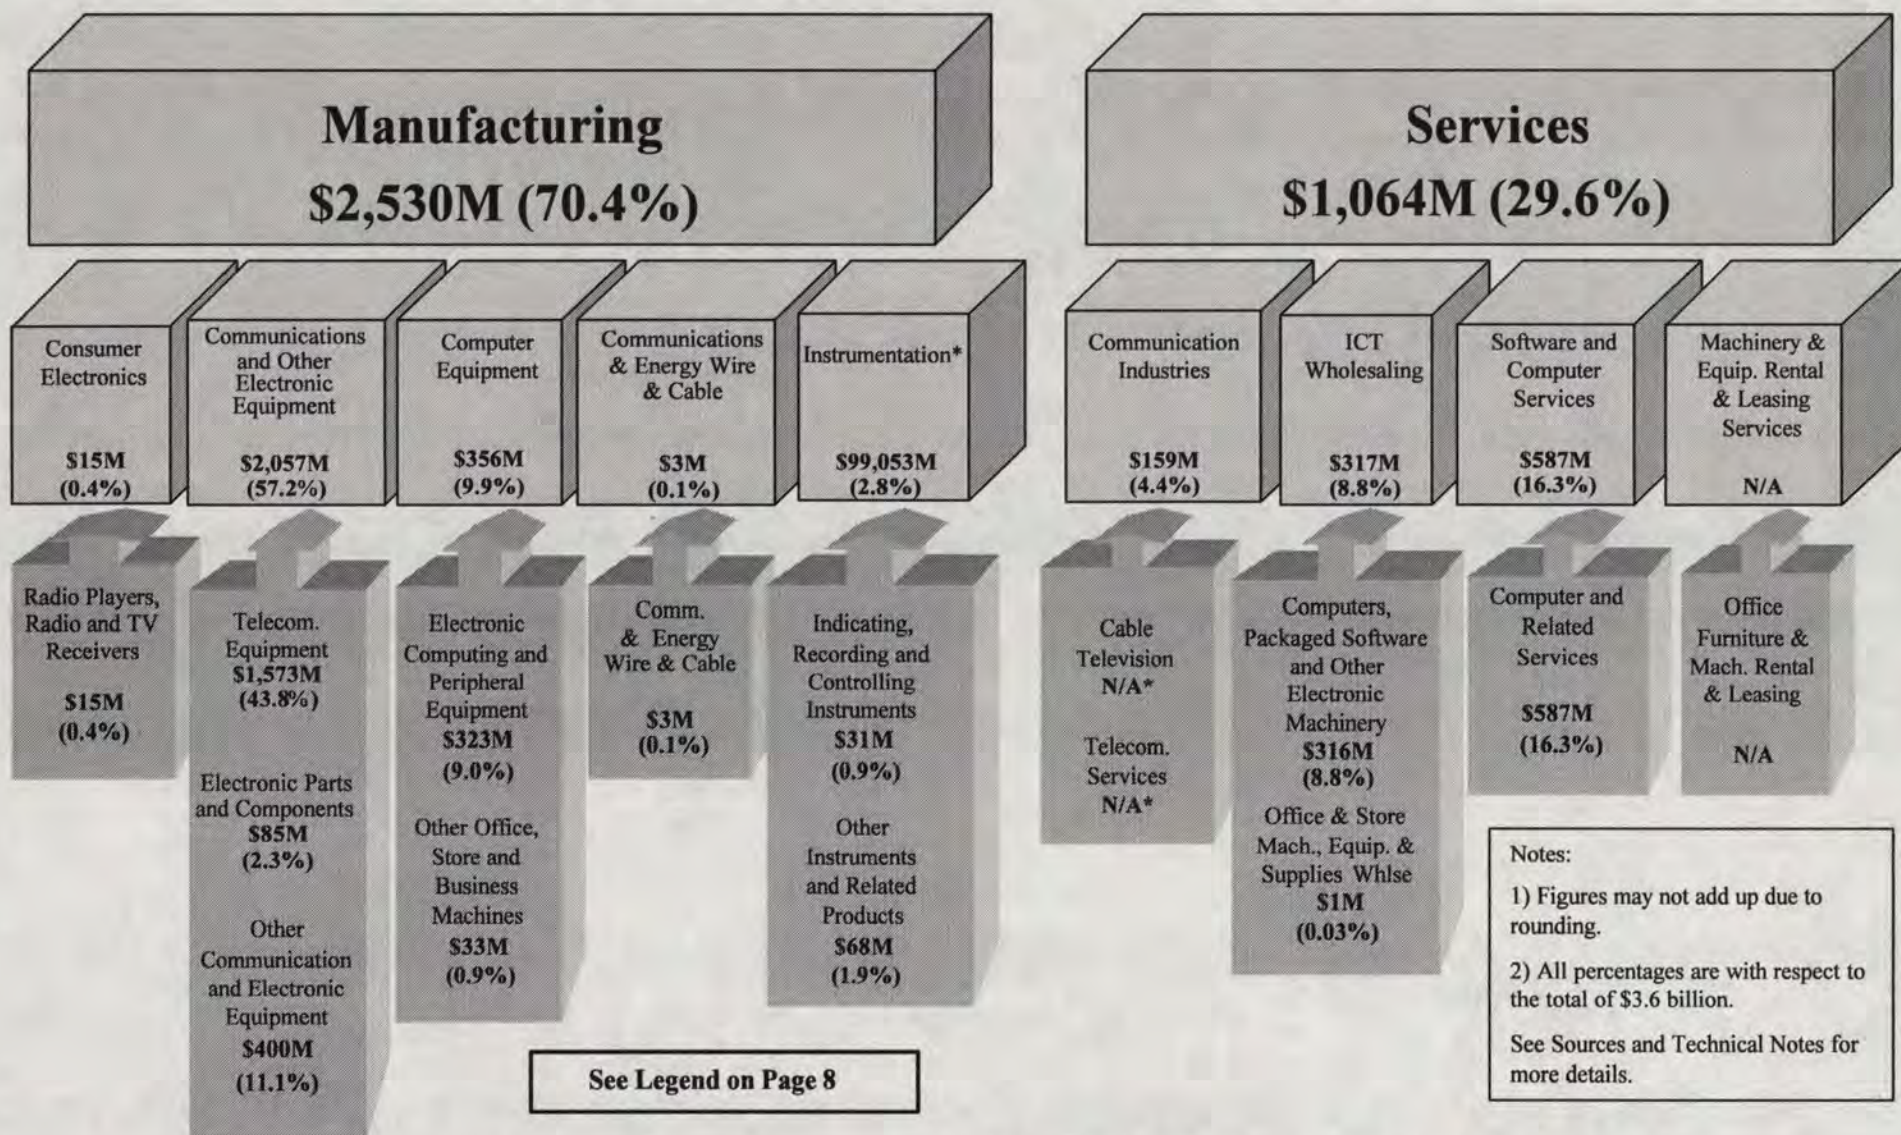 Manufacturing
$2,530M (70.4%)
Services
$1,064M (29.6%)
Consumer
Electronics
$15M
(0.4%)
Communications
and Other
Electronic
Equipment
$2,057M
(57.2%)
Computer
Equipment
$356M
(9.9%)
Communications
& Energy Wire
& Cable
$3M
(0.1%)
Instrumentation*
$99,053M
(2.8%)
Communication
Industries
$159M
(4.4%)
ICT
Wholesaling
$317M
(8.8%)
Software and
Computer
Services
$587M
(16.3%)
Machinery &
Equip. Rental
& Leasing
Services
N/A
Radio Players,
Radio and TV
Receivers
$15M
(0.4%)
Telecom.
Equipment
$1,573M
(43.8%)
Electronic Parts
and Components
$85M
(2.3%)
Other
Communication
and Electronic
Equipment
$400M
(11.1%)
Electronic
Computing and
Peripheral
Equipment
$323M
(9.0%)
Other Office,
Store and
Business
Machines
$33M
(0.9%)
Comm.
& Energy
Wire & Cable
$3M
(0.1%)
Indicating,
Recording and
Controlling
Instruments
$31M
(0.9%)
Other
Instruments
and Related
Products
$68M
(1.9%)
Cable
Television
N/A*
Telecom.
Services
N/A*
Computers,
Packaged Software
and Other
Electronic
Machinery
$316M
(8.8%)
Office & Store
Mach., Equip. &
Supplies Whlse
$1M
(0.03%)
Computer and
Related
Services
$587M
(16.3%)
Office
Furniture &
Mach. Rental
& Leasing
N/A
See Legend on Page 8
Notes:
1) Figures may not add up due to
rounding.
2) All percentages are with respect to
the total of $3.6 billion.
See Sources and Technical Notes for
more details.